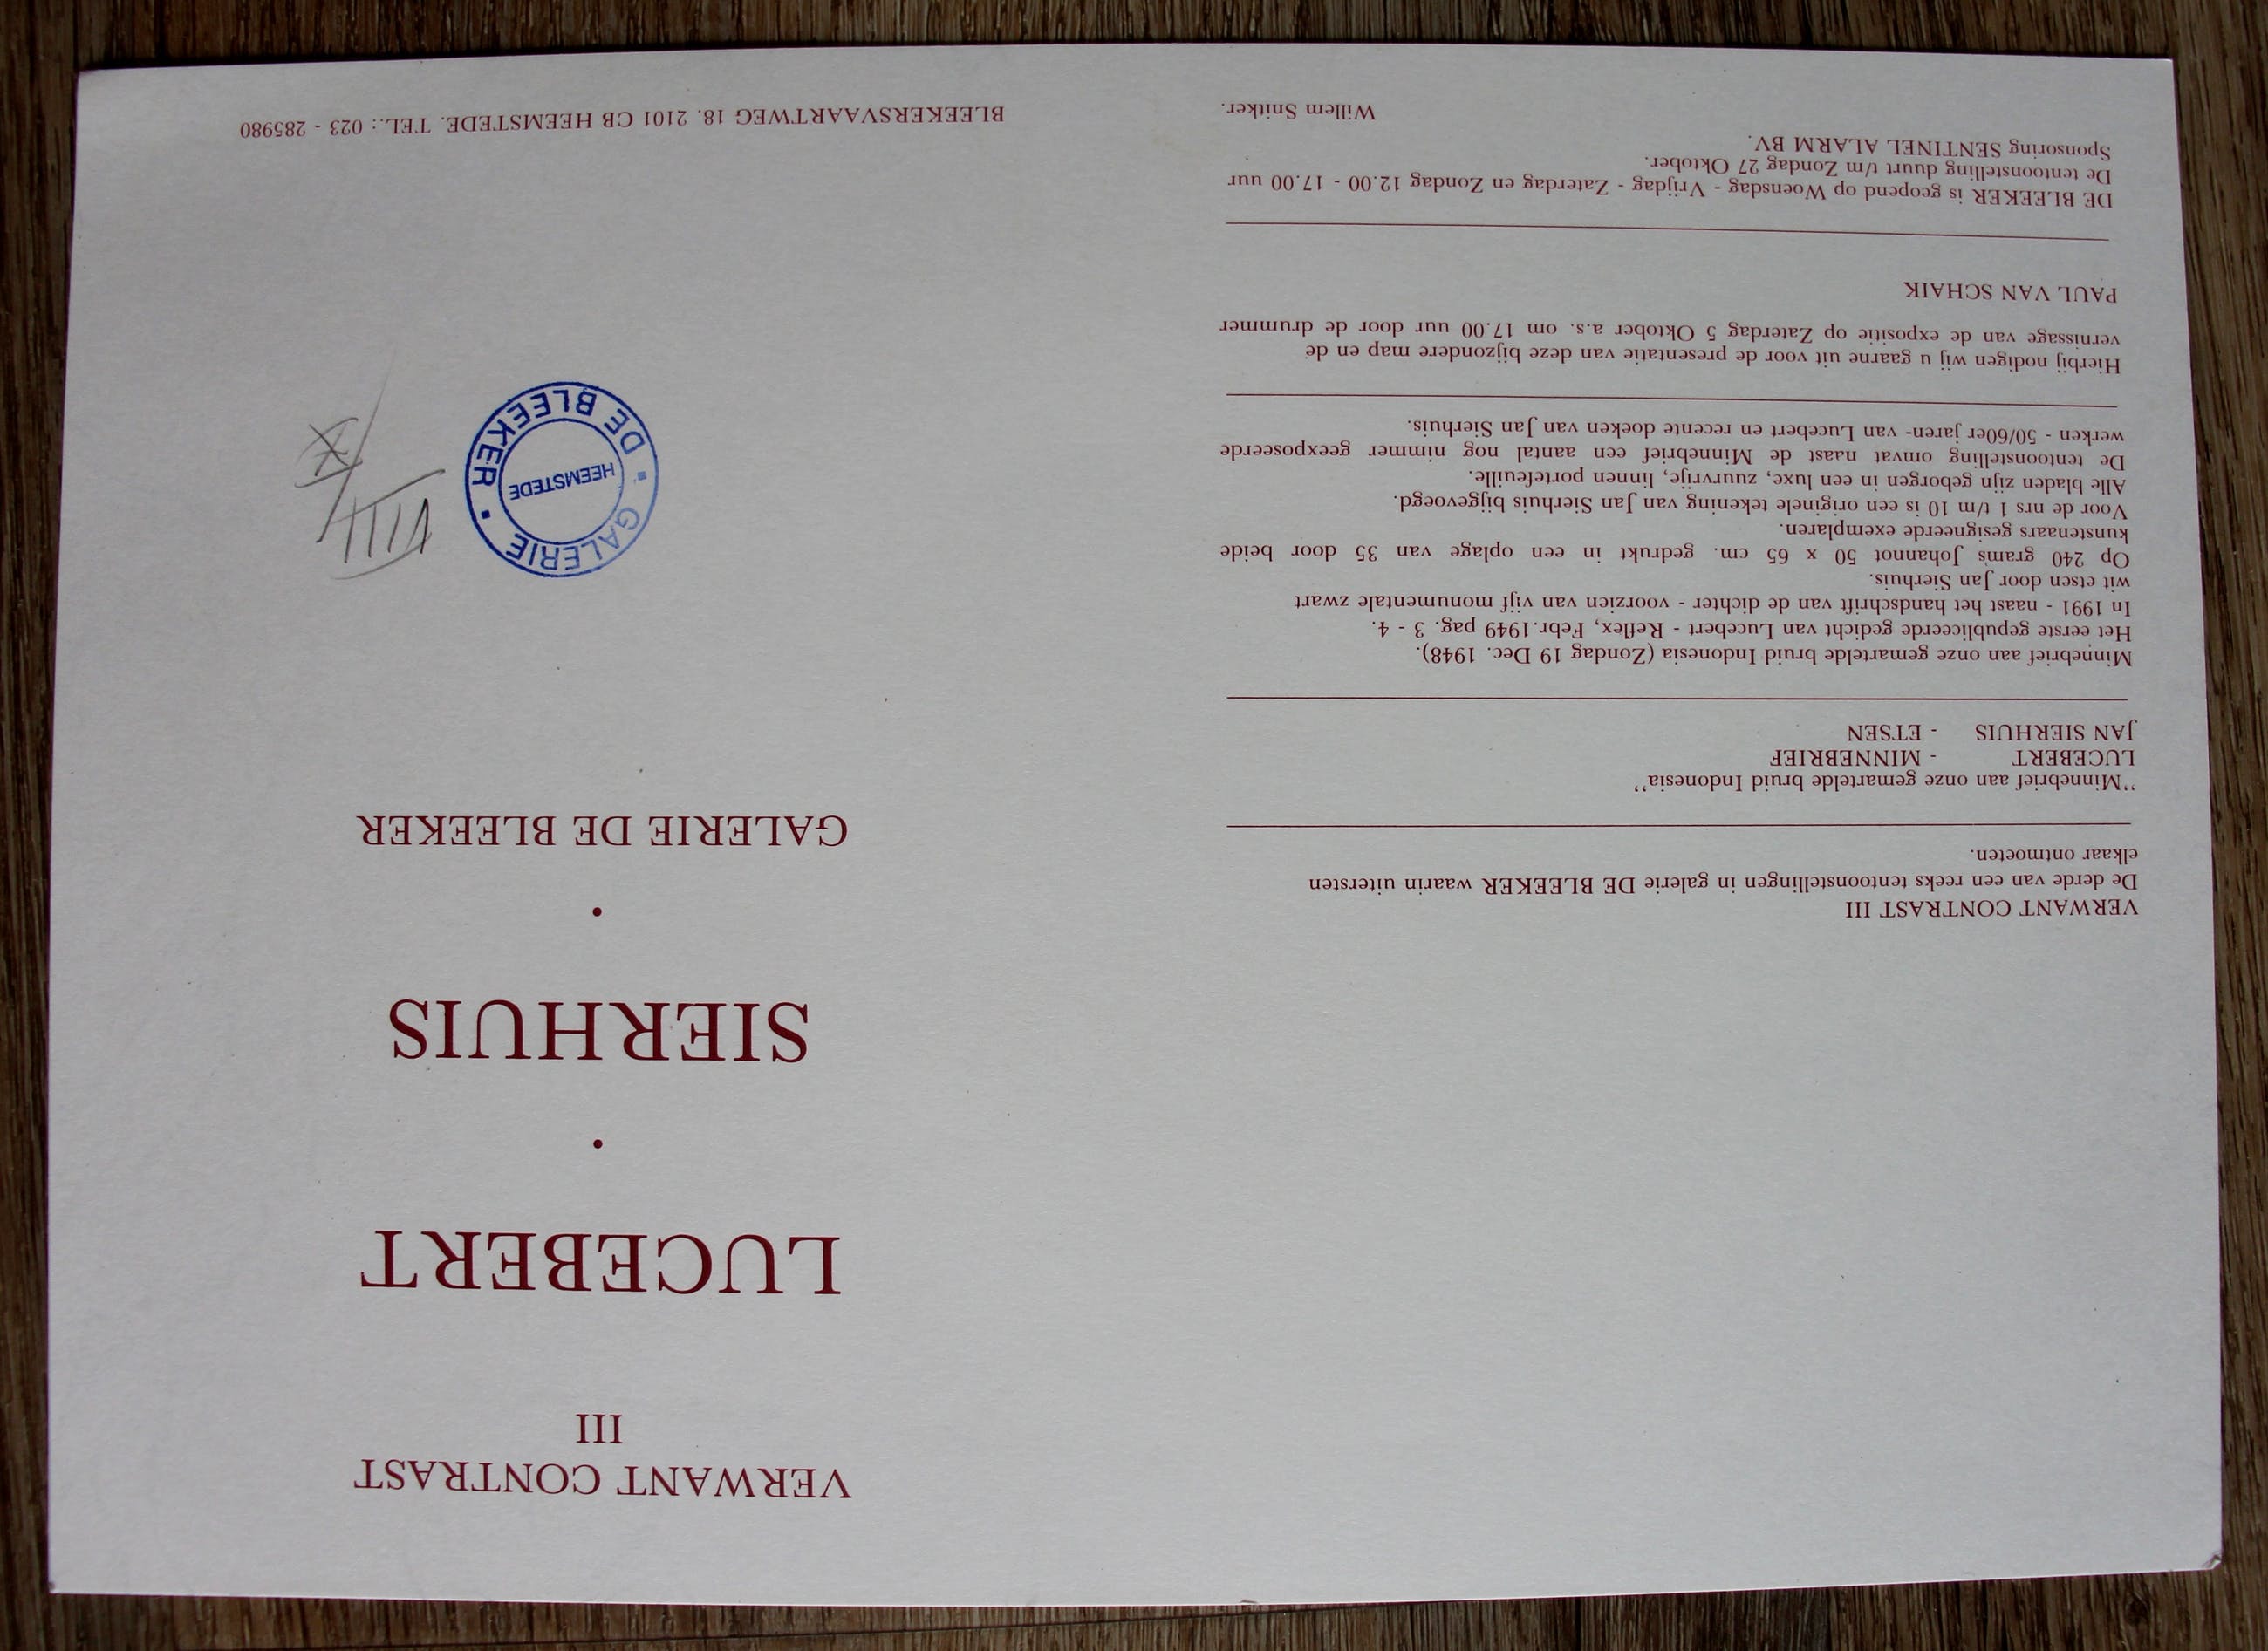 VERWANT CONTRAST III
De derde van een reeks tentoonstellingen in galerie DE BLEEKER waarin uitersten
elkaar ontmoeten.
"Minnebrief aan onze gemartelde bruid Indonesia"
LUCEBERT - MINNEBRIEF
JAN SIERHUIS - ETSEN
Minnebrief aan onze gemartelde bruid Indonesia (Zondag 19 Dec. 1948).
Het eerste gepubliceerde gedicht van Lucebert - Reflex, Febr.1949 pag. 3 - 4.
In 1991 - naast het handschrift van de dichter - voorzien van vijf monumentale zwart
wit etsen door Jan Sierhuis.
Op 240 grams Johannot 50 x 65 cm. gedrukt in een oplage van 35 door beide
kunstenaars gesigneerde exemplaren.
Voor de nrs 1 t/m 10 is een originele tekening van Jan Sierhuis bijgevoegd.
Alle bladen zijn geborgen in een luxe, zuurvrije, linnen portefeuille.
De tentoonstelling omvat naast de Minnebrief een aantal nog nimmer geexposeerde
werken - 50/60er jaren- van Lucebert en recente doeken van Jan Sierhuis.
Hierbij nodigen wij u gaarne uit voor de presentatie van deze bijzondere map en de
vernissage van de expositie op Zaterdag 5 Oktober a.s. om 17.00 uur door de drummer
PAUL VAN SCHAIK
DE BLEEKER is geopend op Woensdag - Vrijdag - Zaterdag en Zondag 12.00 - 17.00 uur
De tentoonstelling duurt t/m Zondag 27 Oktober.
Sponsoring SENTINEL ALARM BV.
Willem Snitker.
VERWANT CONTRAST
III
LUCEBERT
•
SIERHUIS
•
GALERIE DE BLEEKER
• GALERIE • DE BLEEKER
HEEMSTEDE
BLEEKERSVAARTWEG 18. 2101 CB HEEMSTEDE. TEL.: 023 - 285980